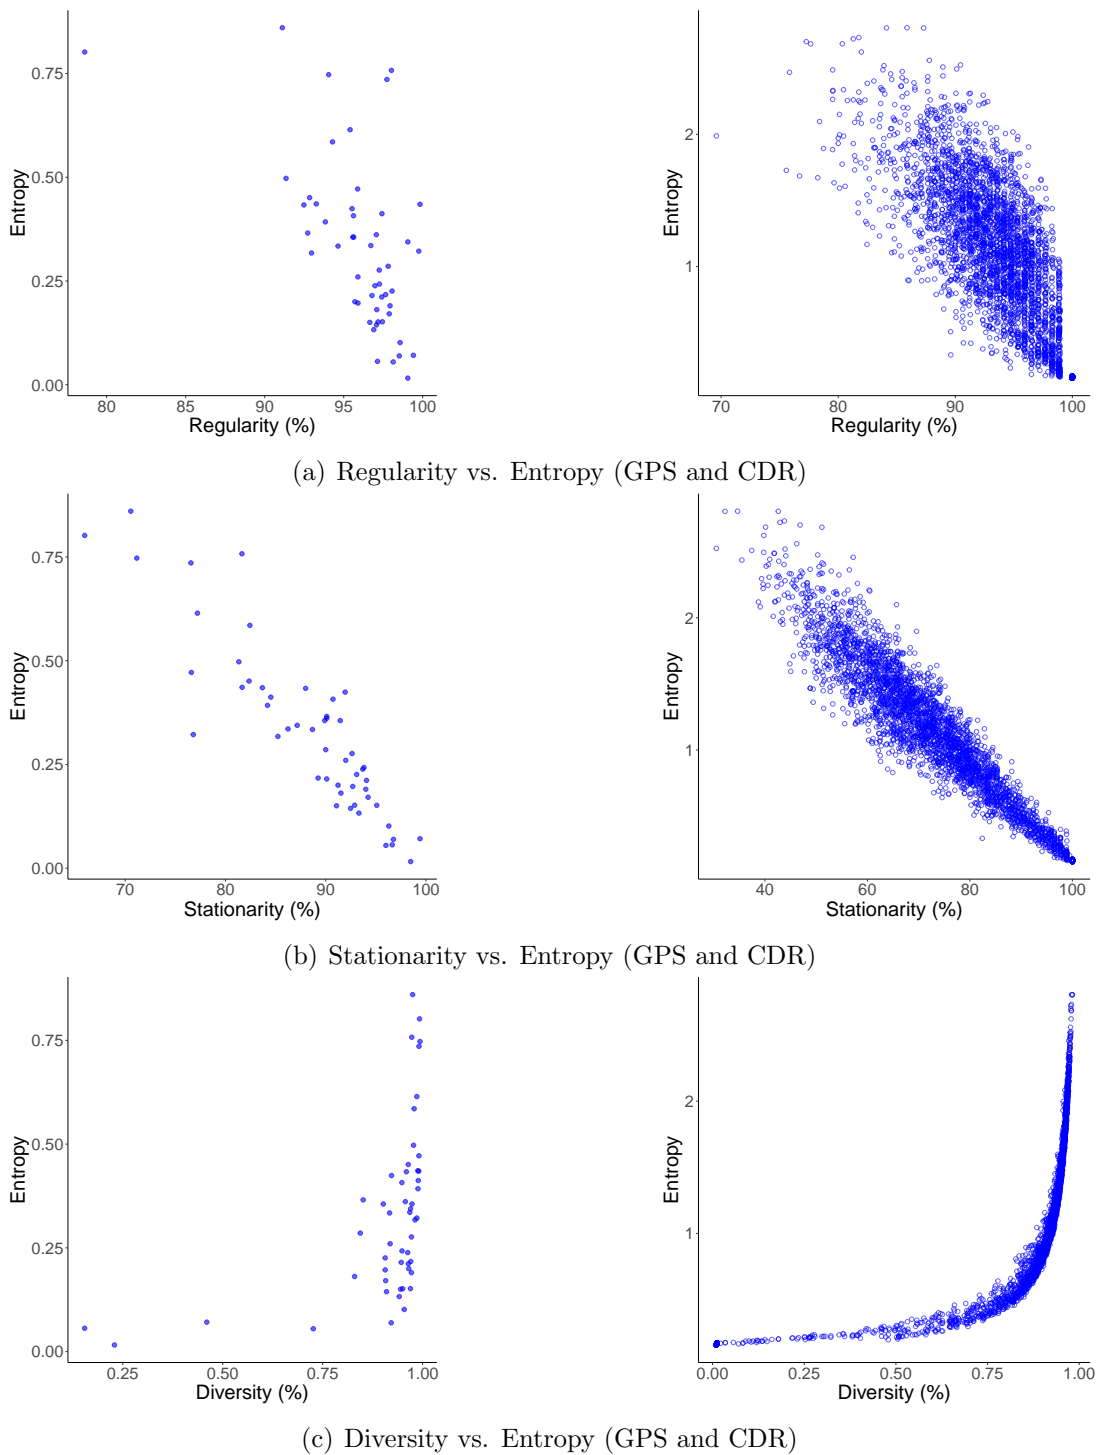 0.75
0.50
0.25
0.00
Entropy
80 85 90 95 100
Regularity (%)
2
1
Entropy
70 80 90 100
Regularity (%)
(a) Regularity vs. Entropy (GPS and CDR)
0.75
0.50
0.25
0.00
Entropy
70 80 90 100
Stationarity (%)
2
1
Entropy
40 60 80 100
Stationarity (%)
(b) Stationarity vs. Entropy (GPS and CDR)
0.75
0.50
0.25
0.00
Entropy
0.25 0.50 0.75 1.00
Diversity (%)
2
1
Entropy
0.00 0.25 0.50 0.75 1.00
Diversity (%)
(c) Diversity vs. Entropy (GPS and CDR)